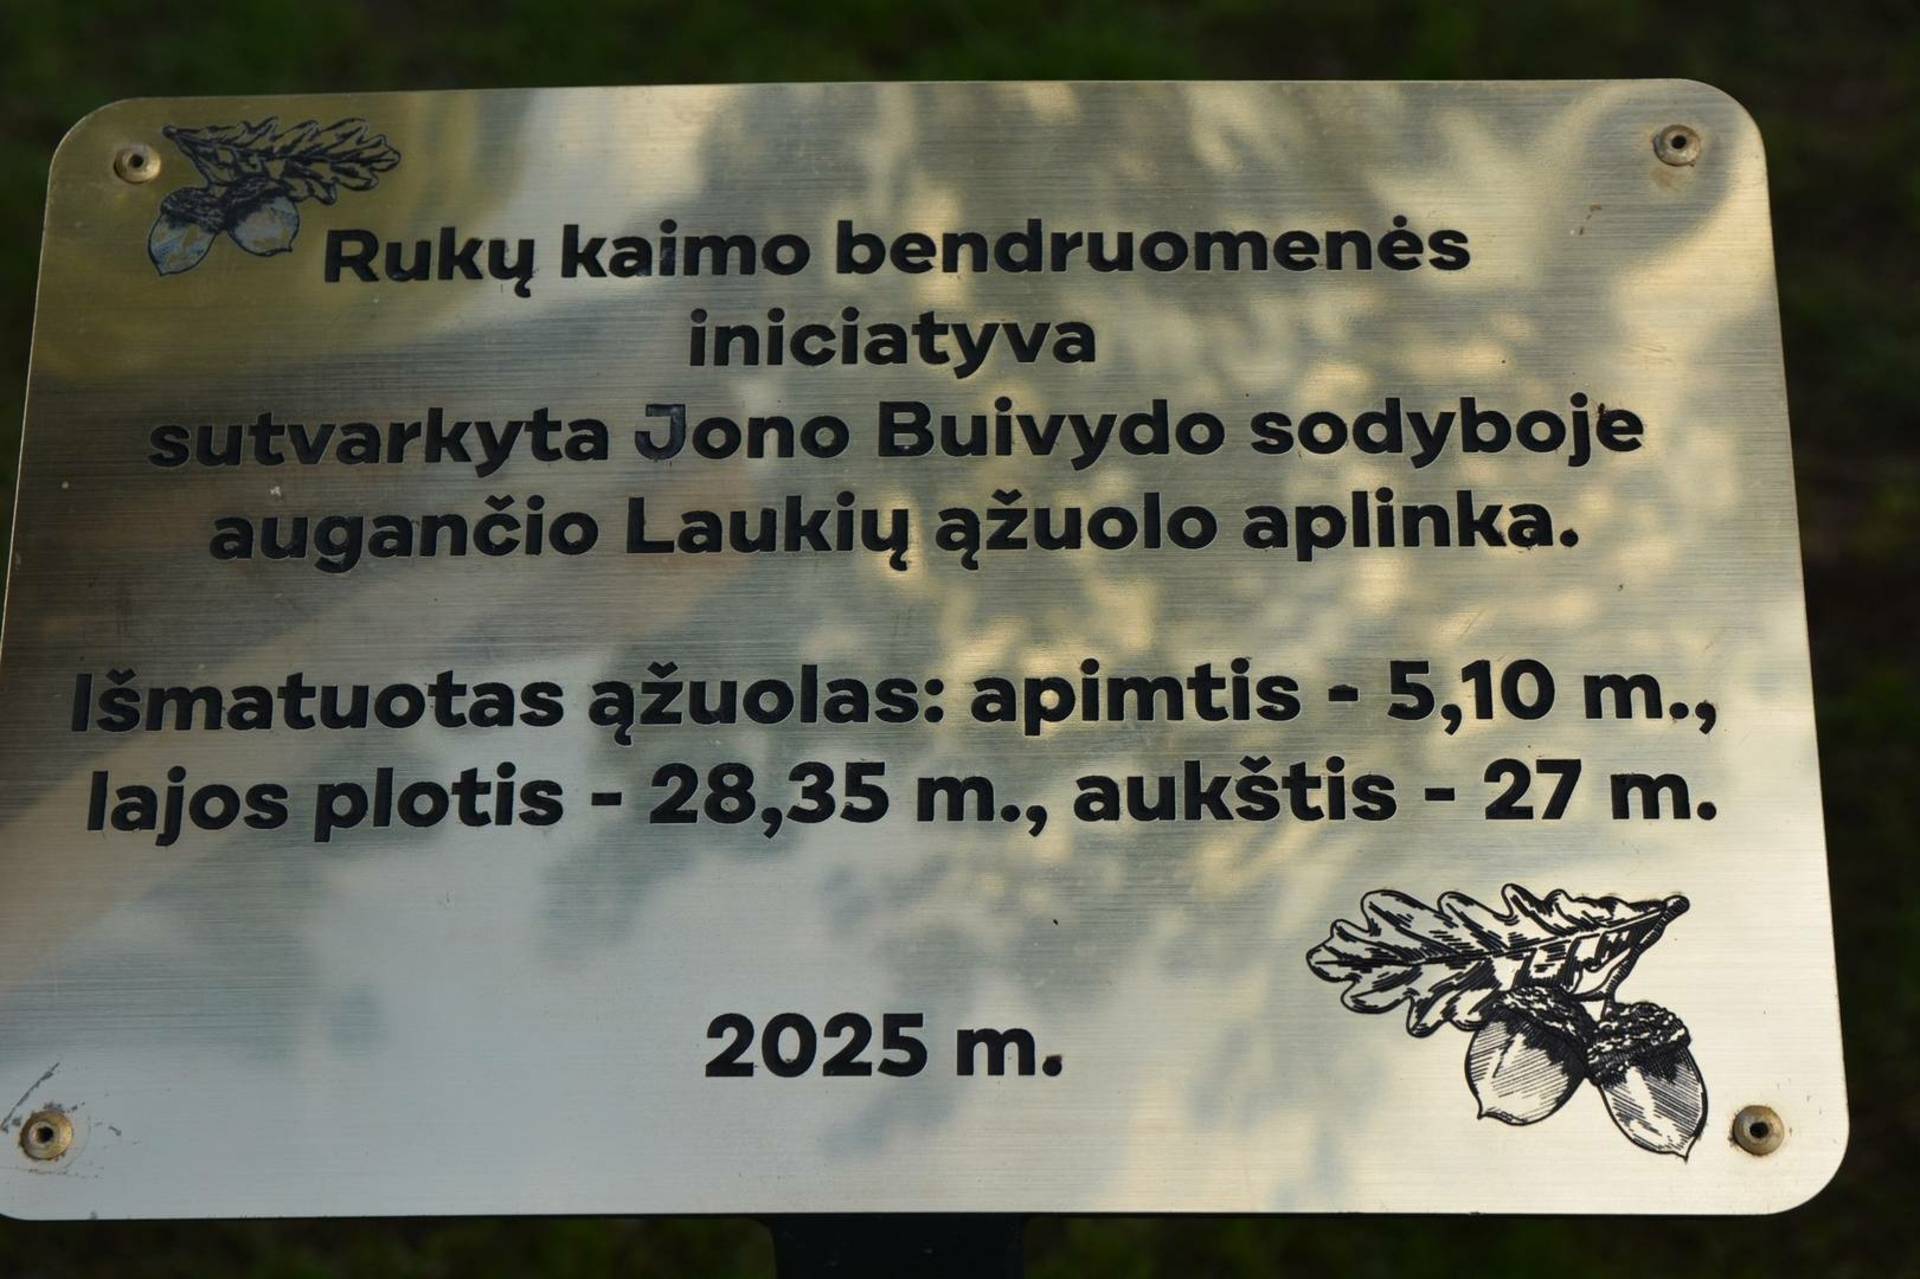 Rukų kaimo bendruomenės
iniciatyva
sutvarkyta Jono Buivydo sodyboje
augančio Laukių ąžuolo aplinka.
Išmatuotas ąžuolas: apimtis - 5,10 m.,
lajos plotis - 28,35 m., aukštis - 27 m.
2025 m.